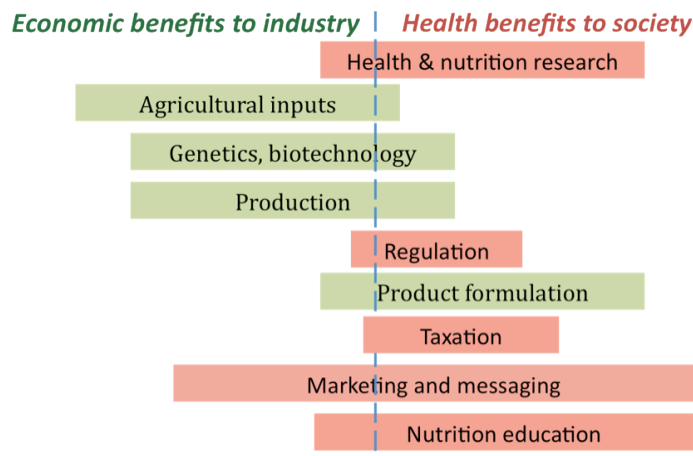 Economic benefits to industry
Health benefits to society
Health & nutrition research
Agricultural inputs
Genetics, biotechnology
Production
Regulation
Product formulation
Taxation
Marketing and messaging
Nutrition education